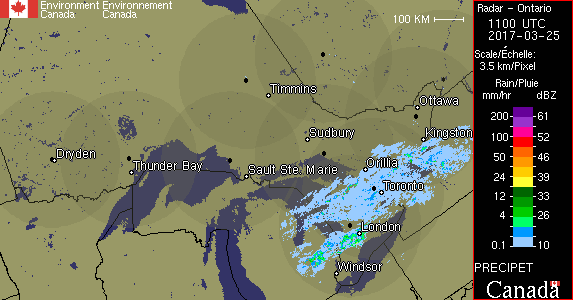 Environment Environnement
Canada Canada
100 KM
Timmins
Ottawa
Sudbury
Kingston
Dryden
Thunder Bay
Sault Ste. Marie
Orillia
Toronto
London
Windsor
Radar - Ontario
1100 UTC
2017-03-25
Scale/Échelle:
3.5 km/Pixel
Rain/Pluie
mm/hr dBZ
200 61
100 52
50 46
24 39
12 33
4 26
0.1 10
PRECIPET
Canada